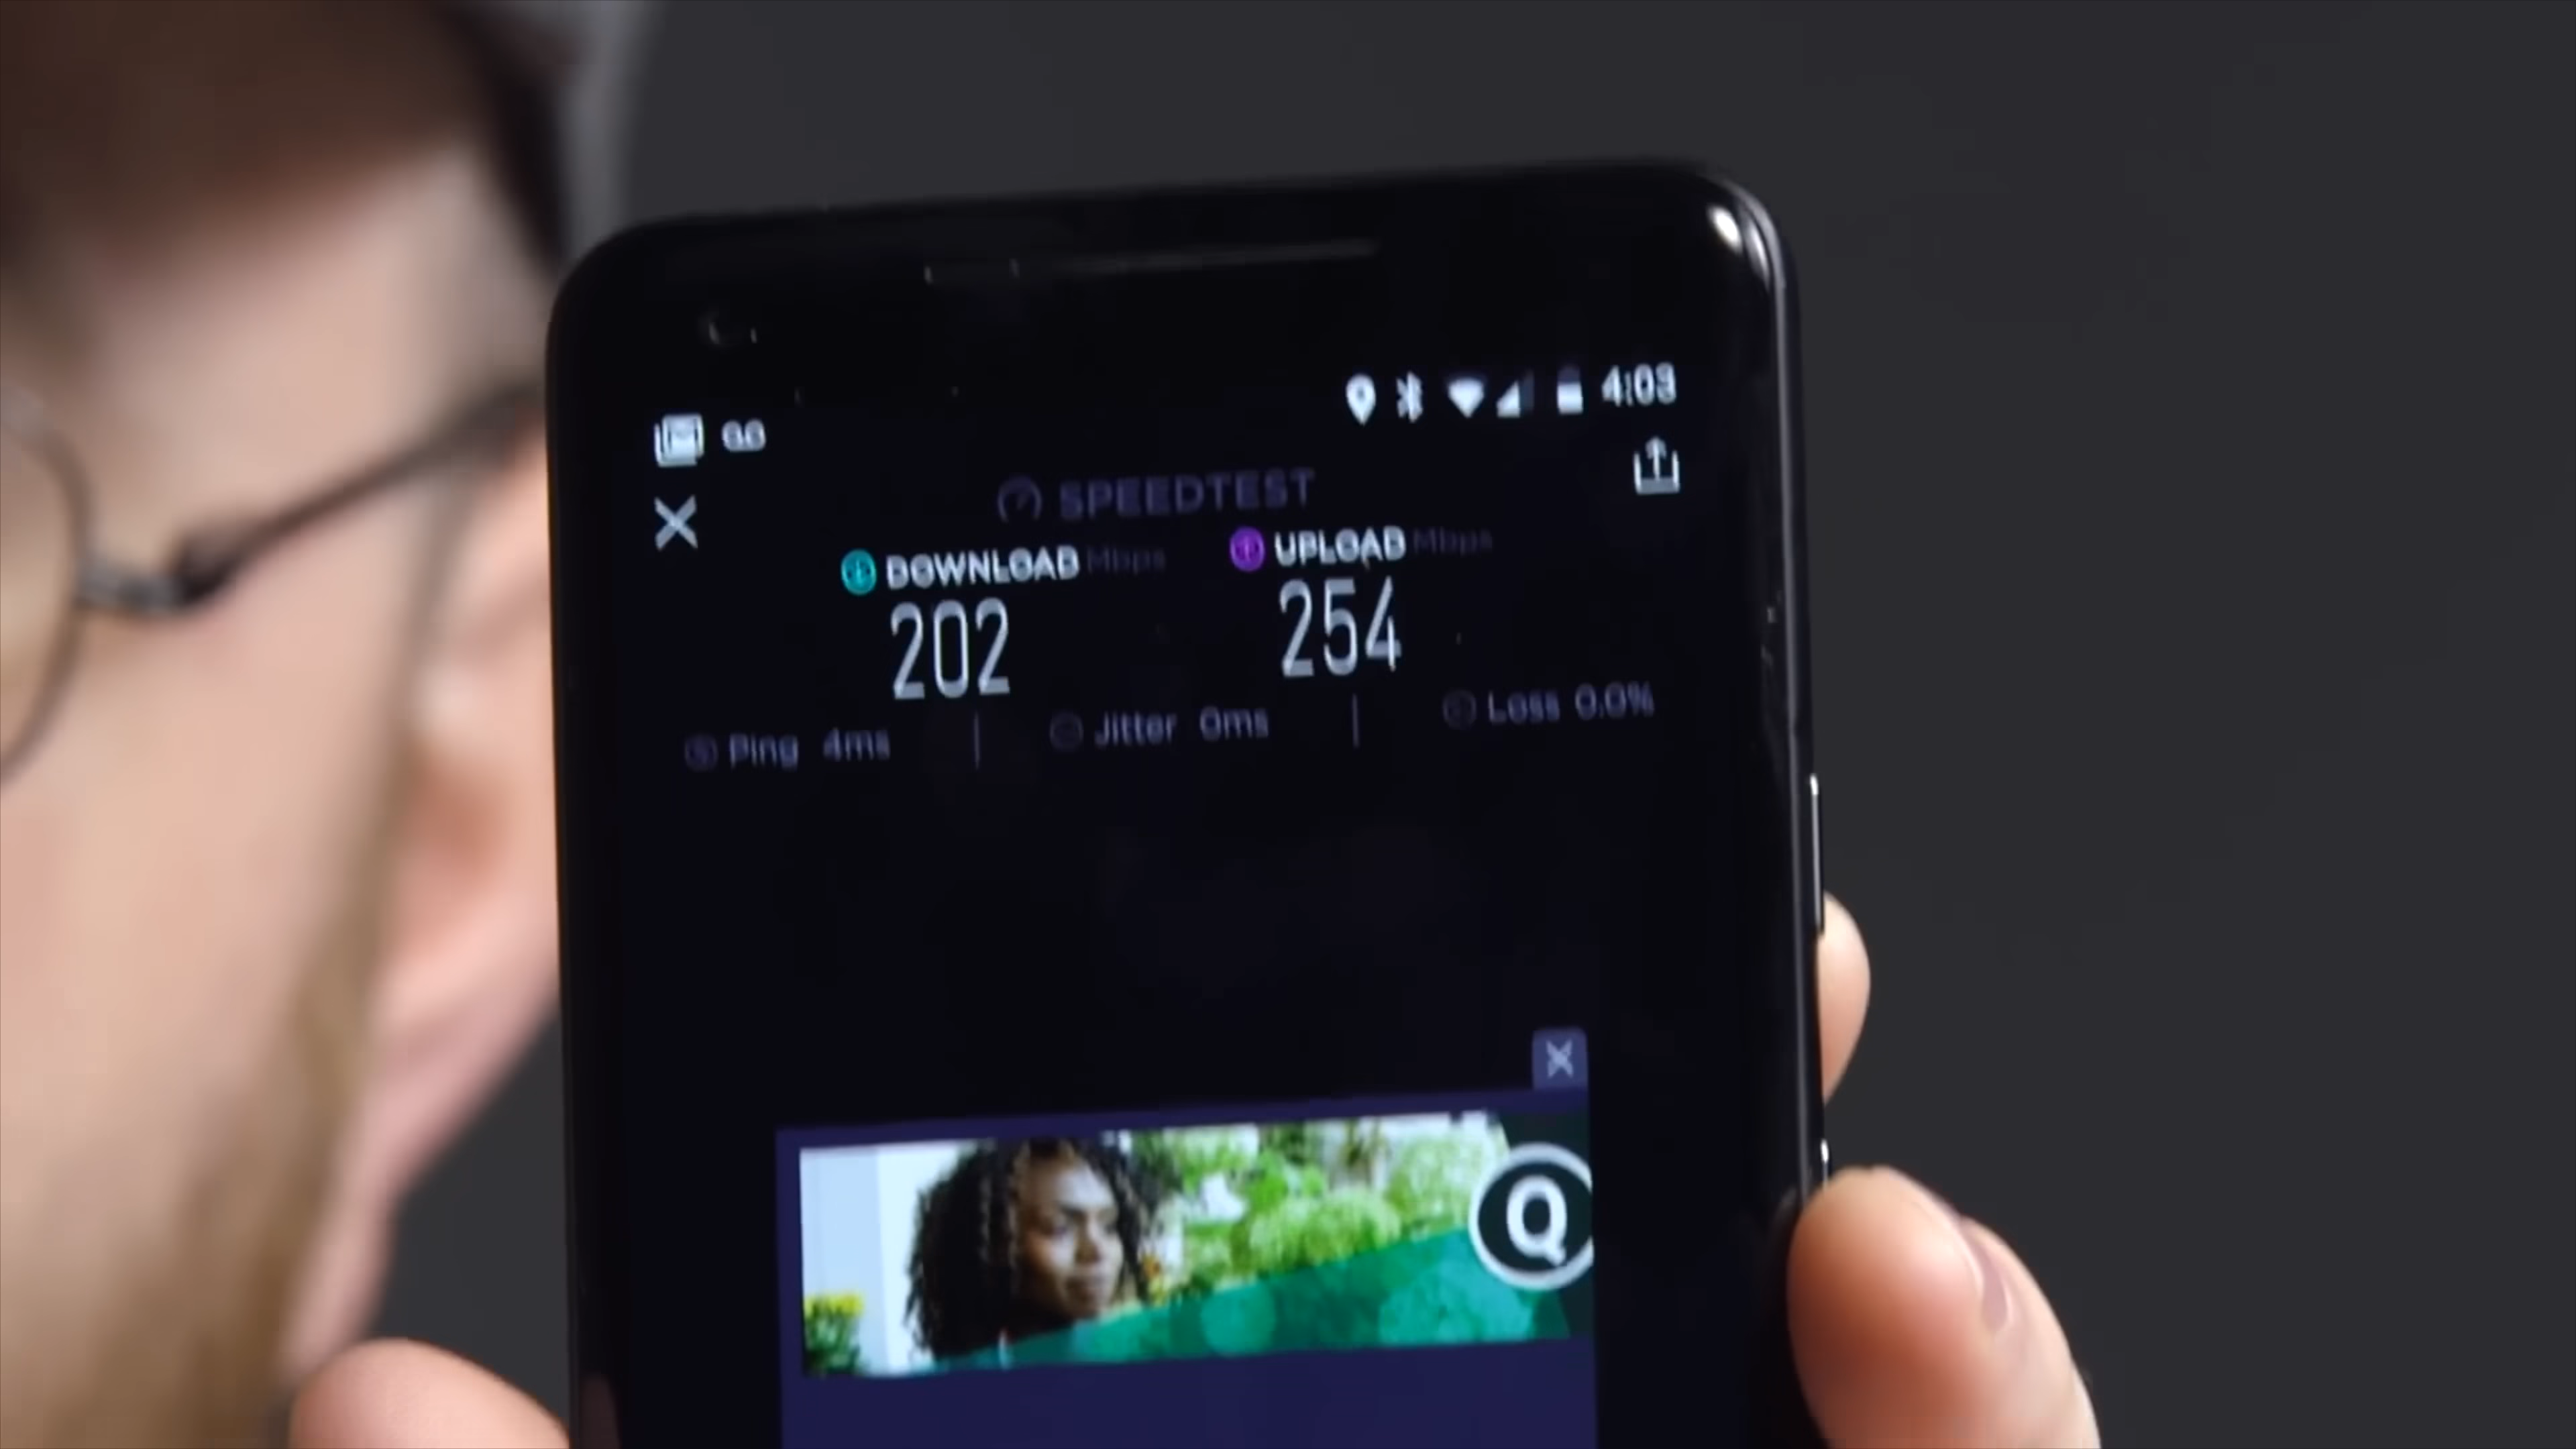 4:03
SPEEDTEST
DOWNLOAD Mbps UPLOAD Mbps
202 254
Ping 4ms Jitter 0ms Loss 0.0%
Q